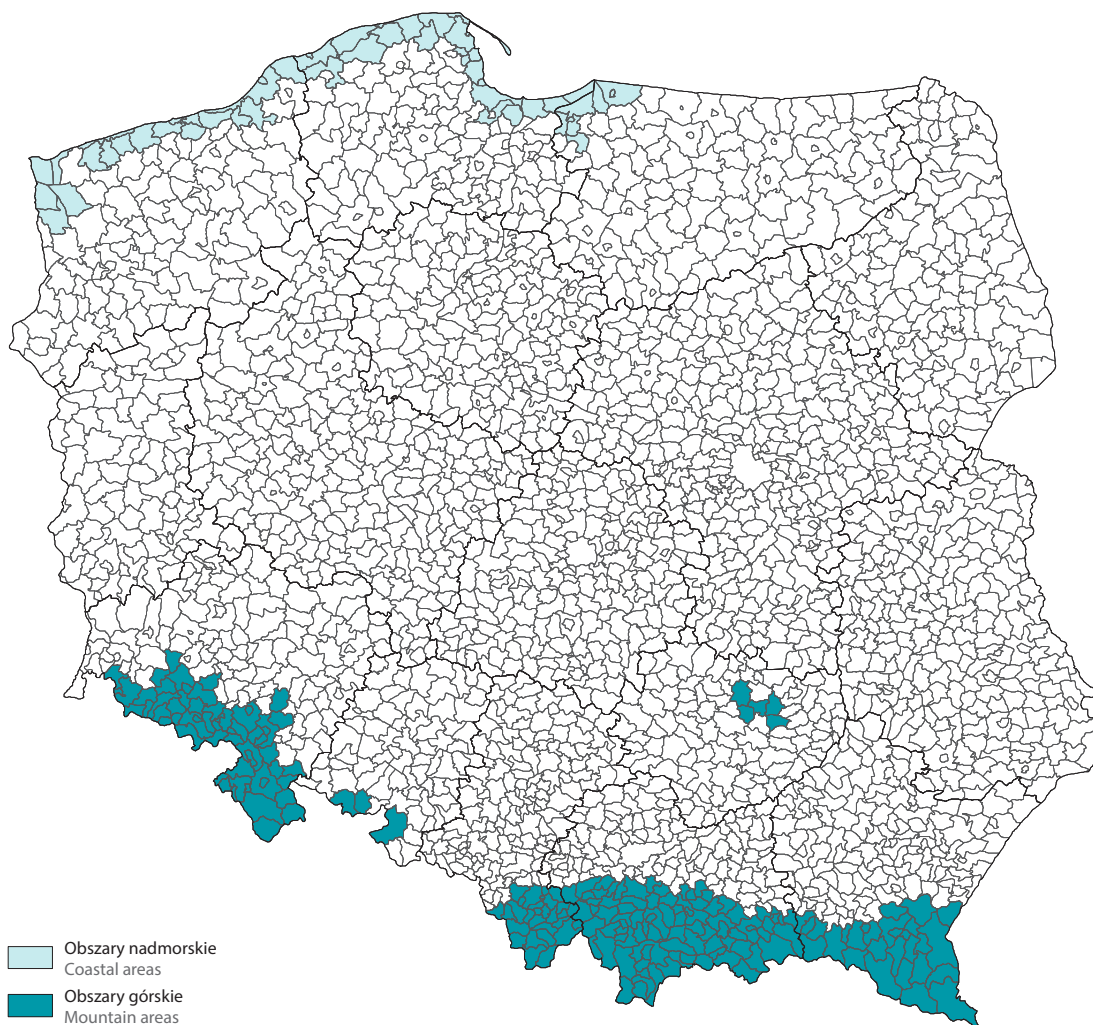 Obszary nadmorskie
Coastal areas
Obszary górskie
Mountain areas